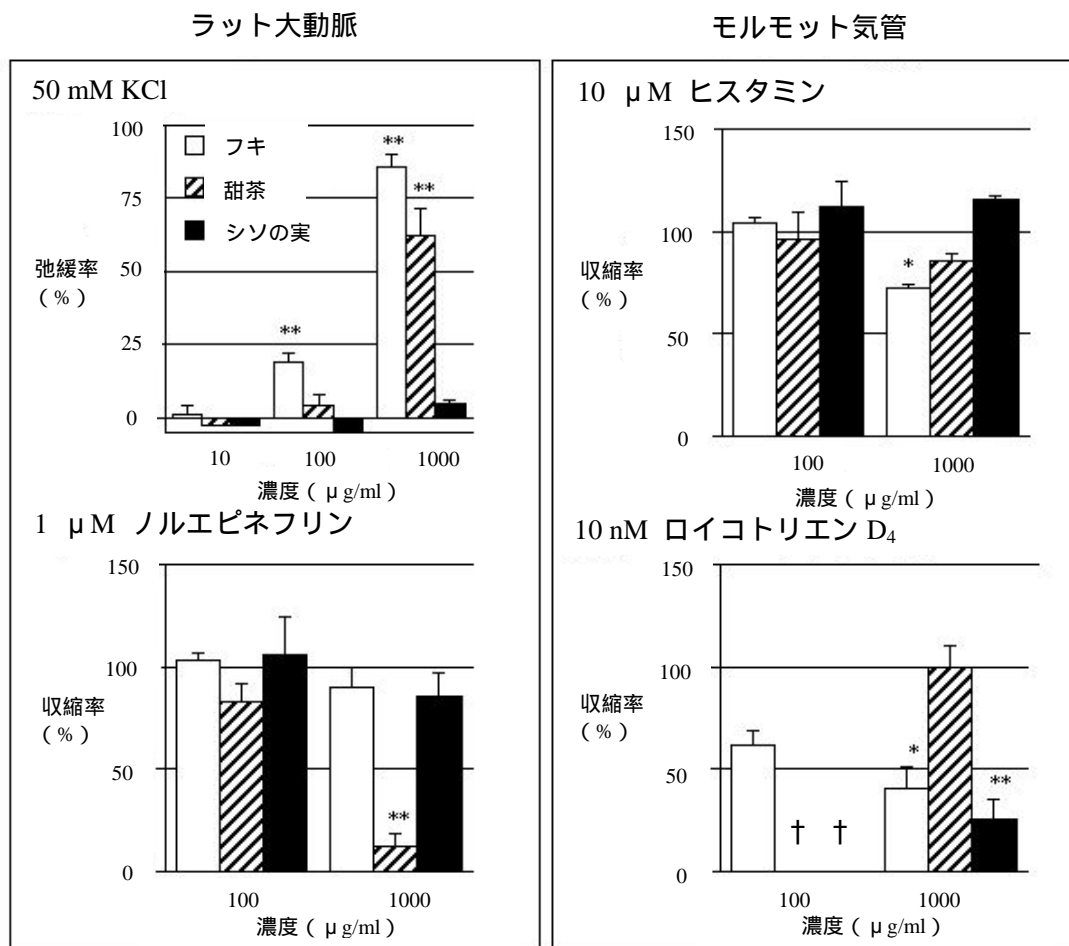 ラット大動脈
50 mM KCl
100
75
50
25
0
フキ
甜茶
シソの実
弛緩率
(%)
**
**
**
10
100
1000
濃度(μg/ml)
1 μM ノルエピネフリン
150
100
50
0
収縮率
(%)
**
100
1000
濃度(μg/ml)
モルモット気管
10 μM ヒスタミン
150
100
50
0
収縮率
(%)
*
100
1000
濃度(μg/ml)
10 nM ロイコトリエン D₄
150
100
50
0
収縮率
(%)
† †
*
**
100
1000
濃度(μg/ml)